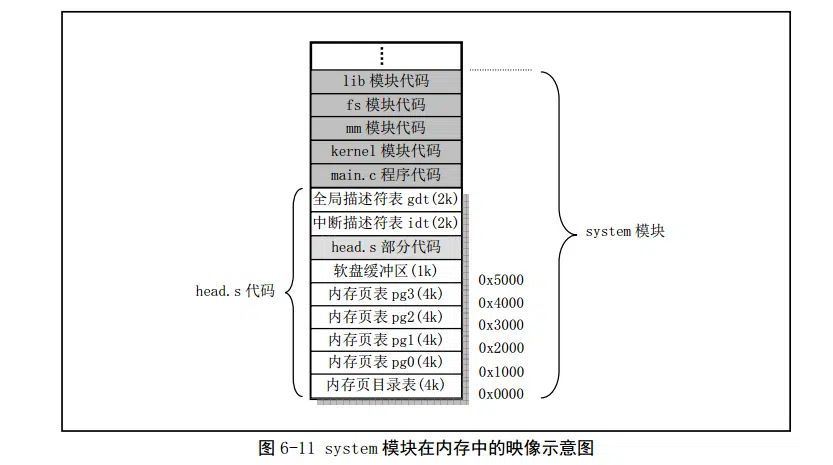 lib 模块代码
fs 模块代码
mm 模块代码
kernel 模块代码
main.c 程序代码
全局描述符表 gdt(2k)
中断描述符表 idt(2k)
head.s 部分代码
软盘缓冲区(1k)
内存页表 pg3(4k)
内存页表 pg2(4k)
内存页表 pg1(4k)
内存页表 pg0(4k)
内存页目录表(4k)
head.s 代码
0x5000
0x4000
0x3000
0x2000
0x1000
0x0000
system 模块
图 6-11 system 模块在内存中的映像示意图